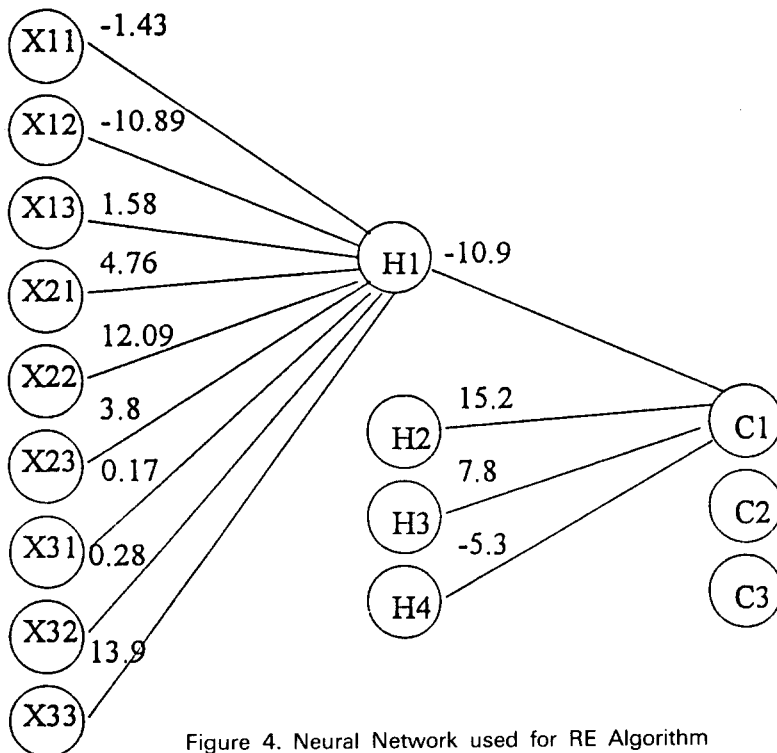 X11 -1.43
X12 -10.89
X13 1.58
X21 4.76
X22 12.09
X23 3.8
X31 0.17
X32 0.28
X33 13.9
H1 -10.9
H2 15.2
H3 7.8
H4 -5.3
C1
C2
C3
Figure 4. Neural Network used for RE Algorithm